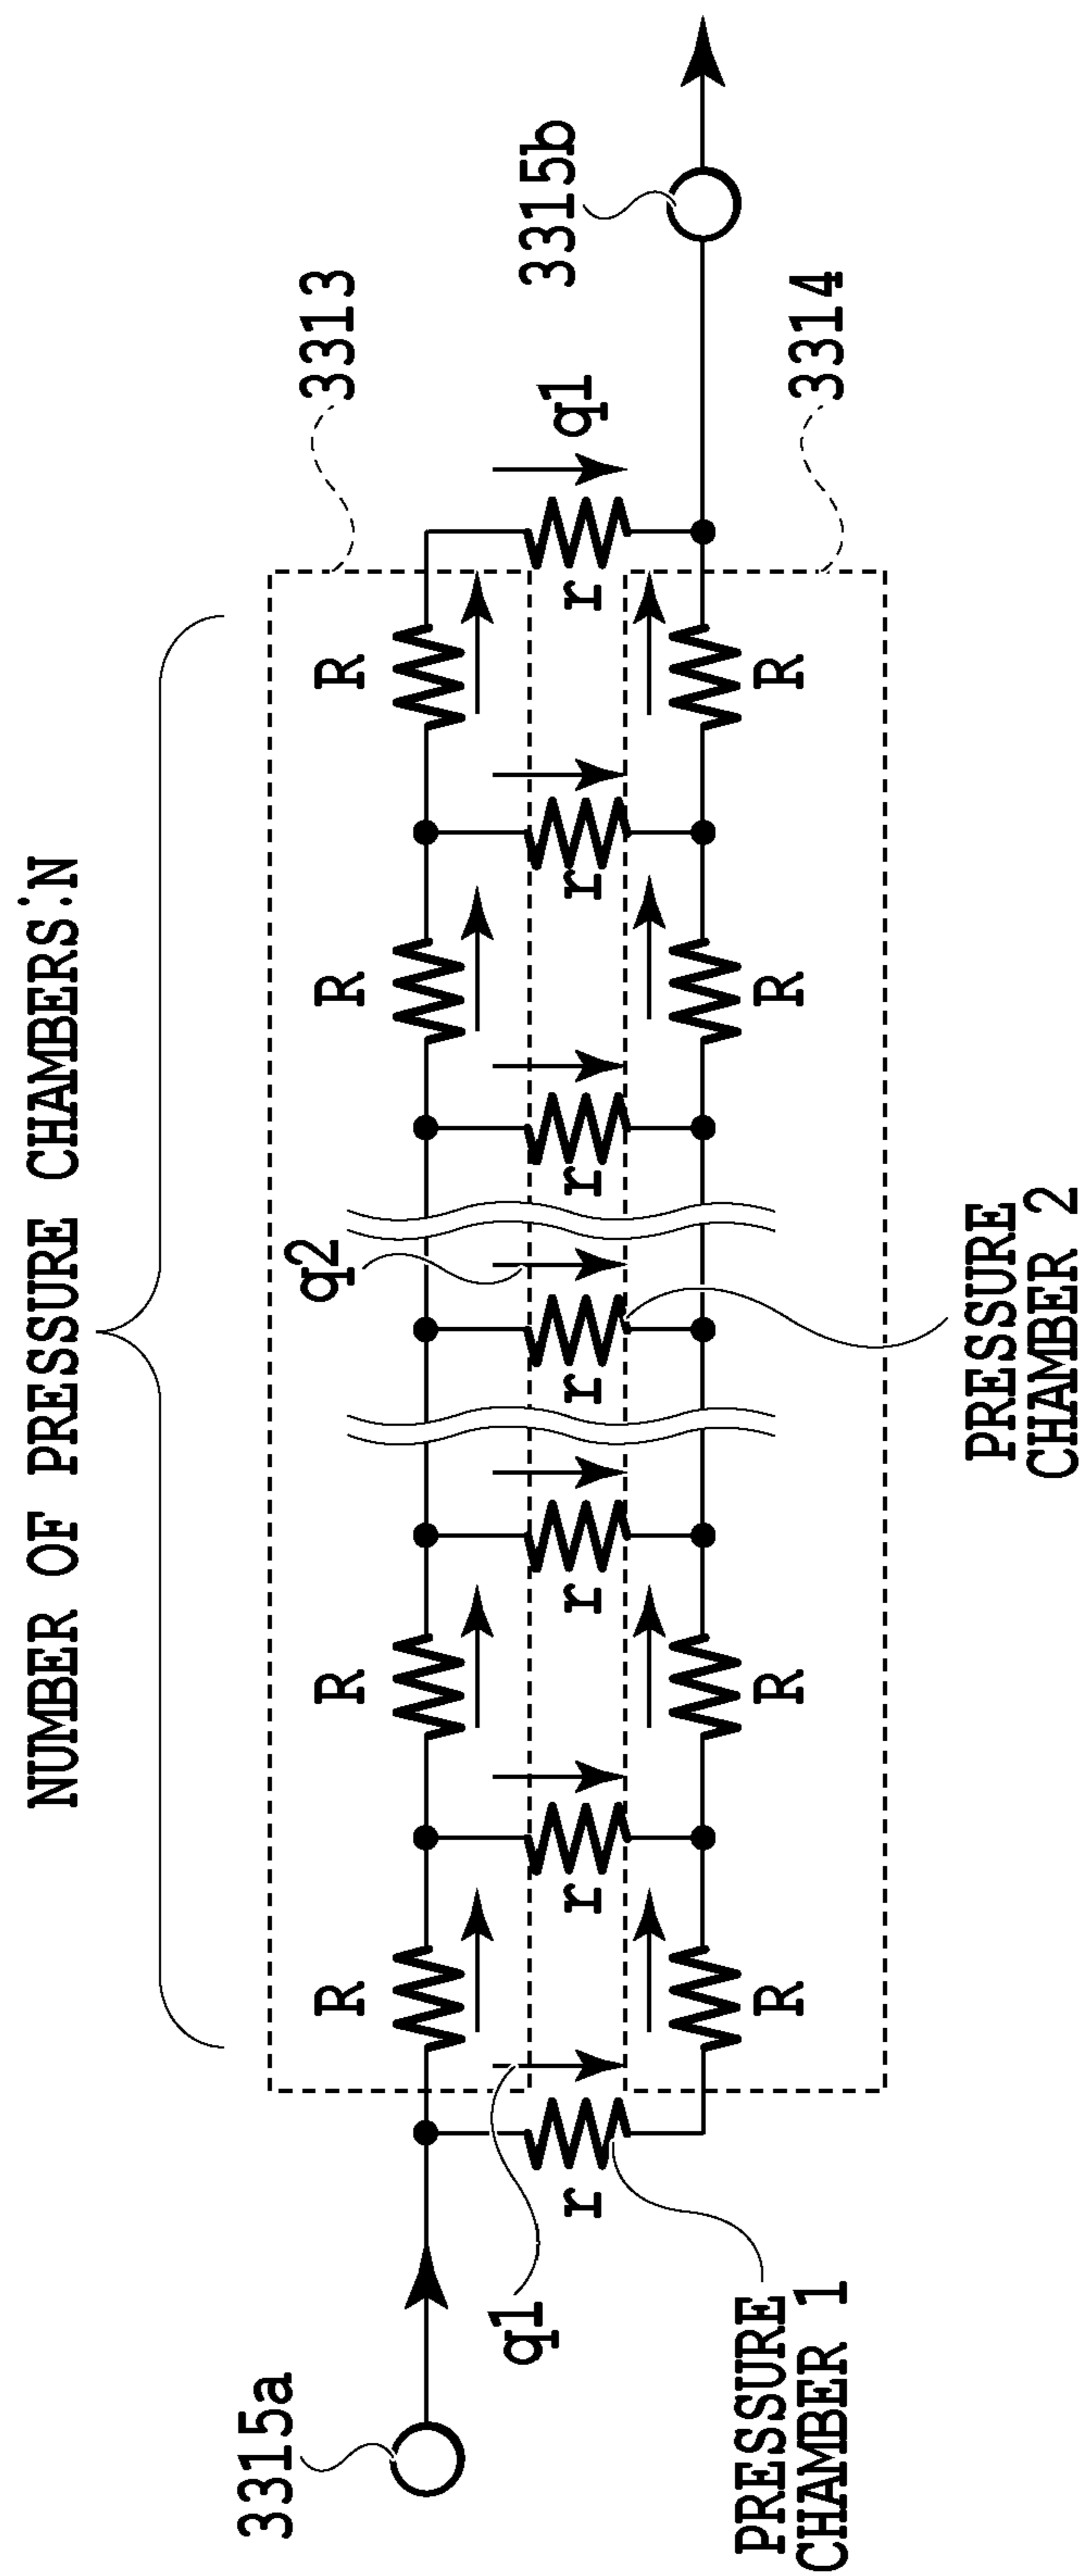 NUMBER OF PRESSURE CHAMBERS:N
3313
3315b
q1
3314
R
R
R
R
q2
r
r
r
r
r
r
r
R
R
R
R
3315a
q1
PRESSURE
CHAMBER 1
PRESSURE
CHAMBER 2